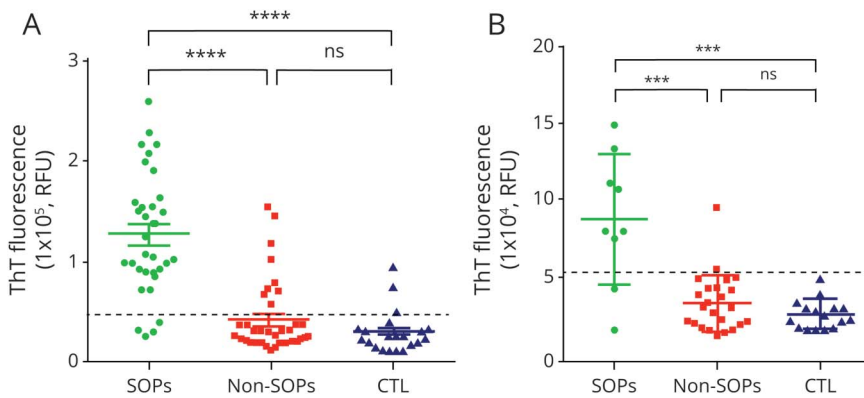 A
ThT fluorescence
(1x10⁵, RFU)
3
2
1
0
****
****
ns
SOPs Non-SOPs CTL
B
ThT fluorescence
(1x10⁴, RFU)
20
15
10
5
0
***
***
ns
SOPs Non-SOPs CTL